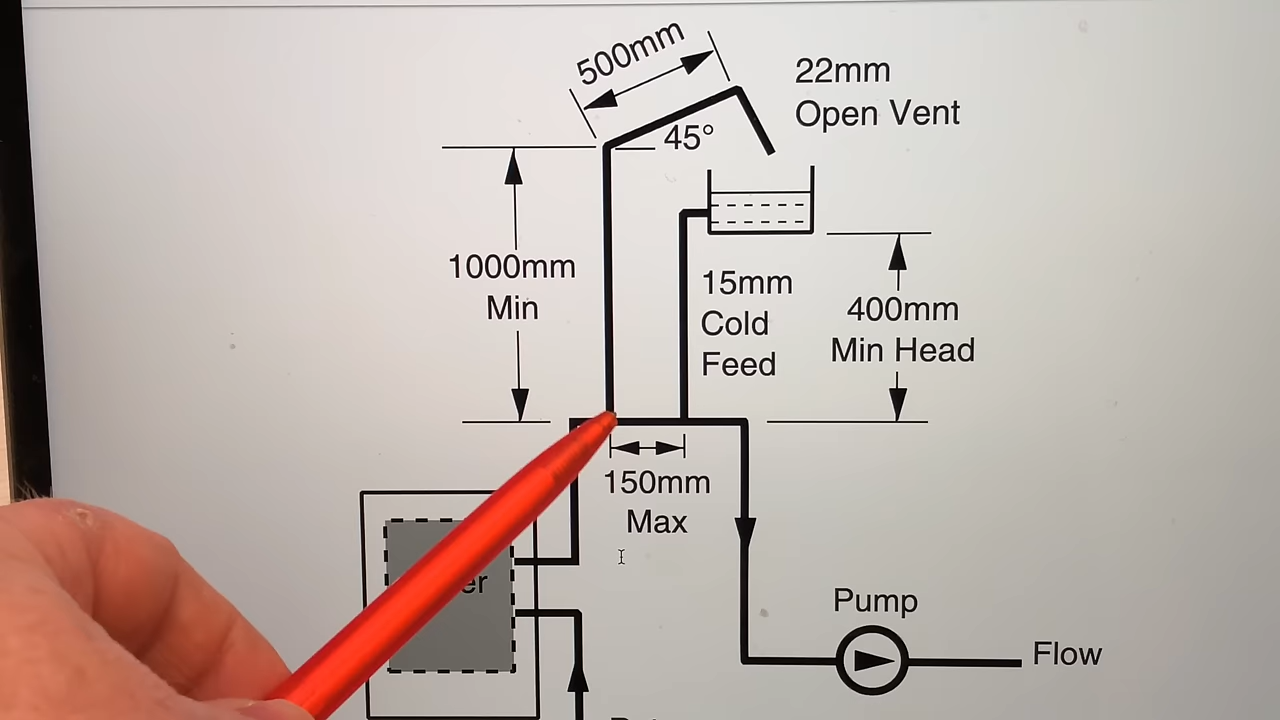 500mm
22mm
Open Vent
45°
1000mm
Min
15mm
Cold
Feed
400mm
Min Head
150mm
Max
Pump
Flow